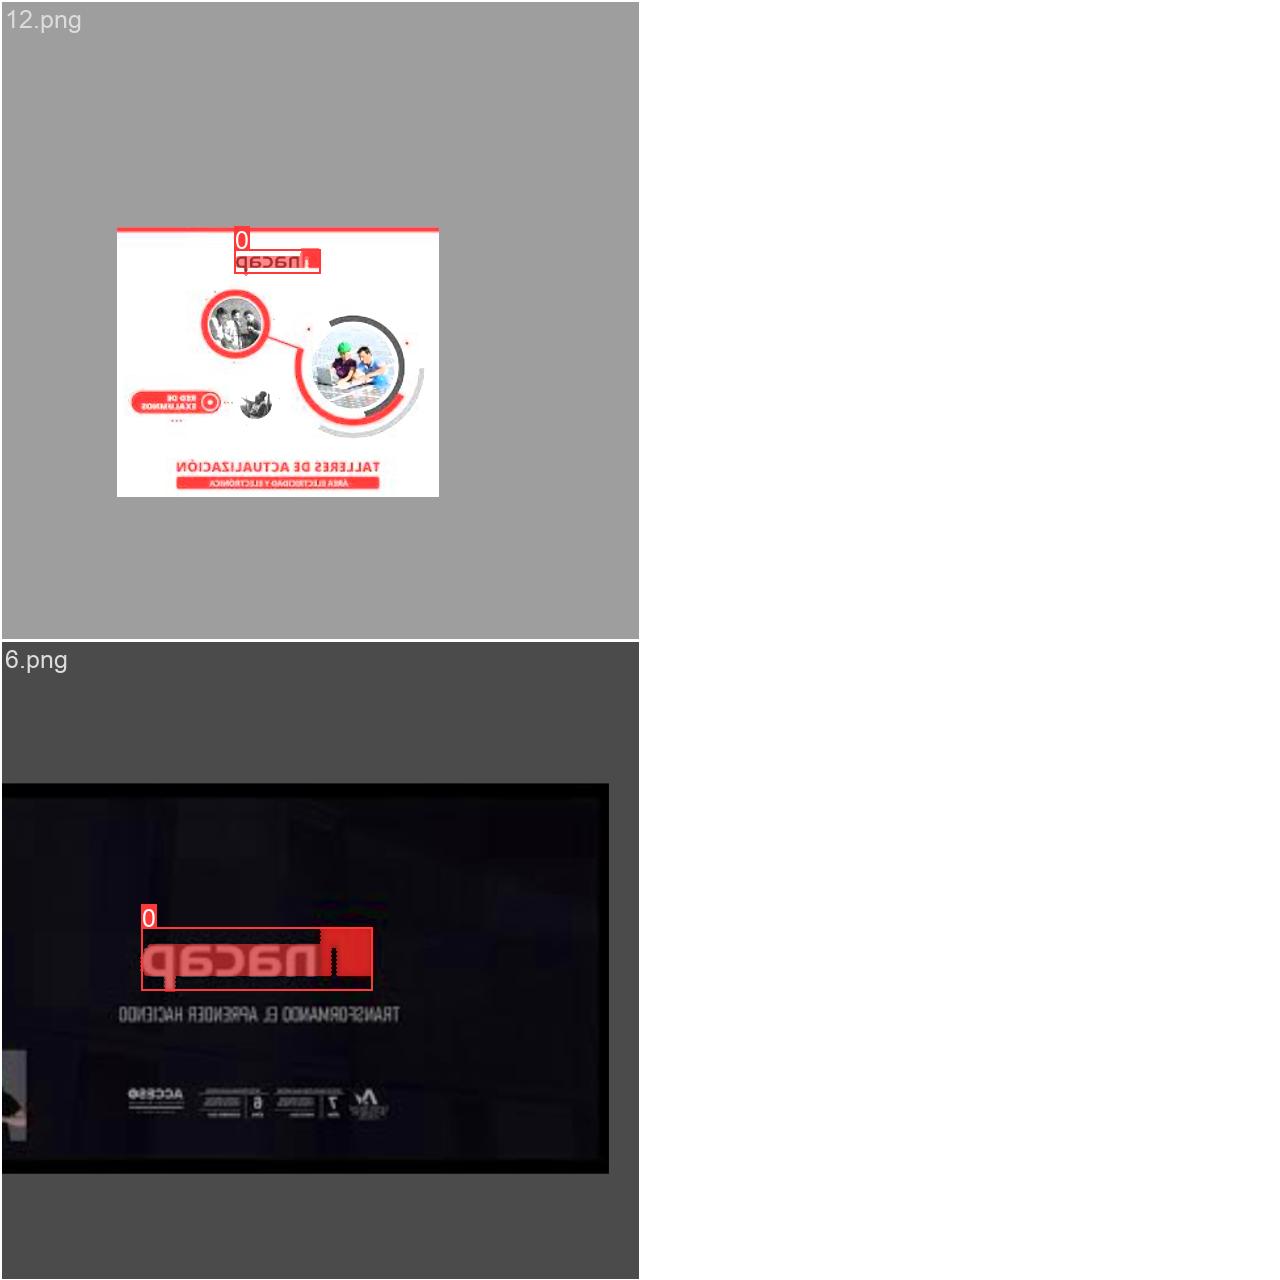 12.png
0
inacap
RED DE
EXALUMNOS
TALLERES DE ACTUALIZACIÓN
ÁREA ELECTRICIDAD Y ELECTRÓNICA
6.png
0
inacap
TRANSFORMANDO EL APRENDER HACIENDO
ACCESO
6
7